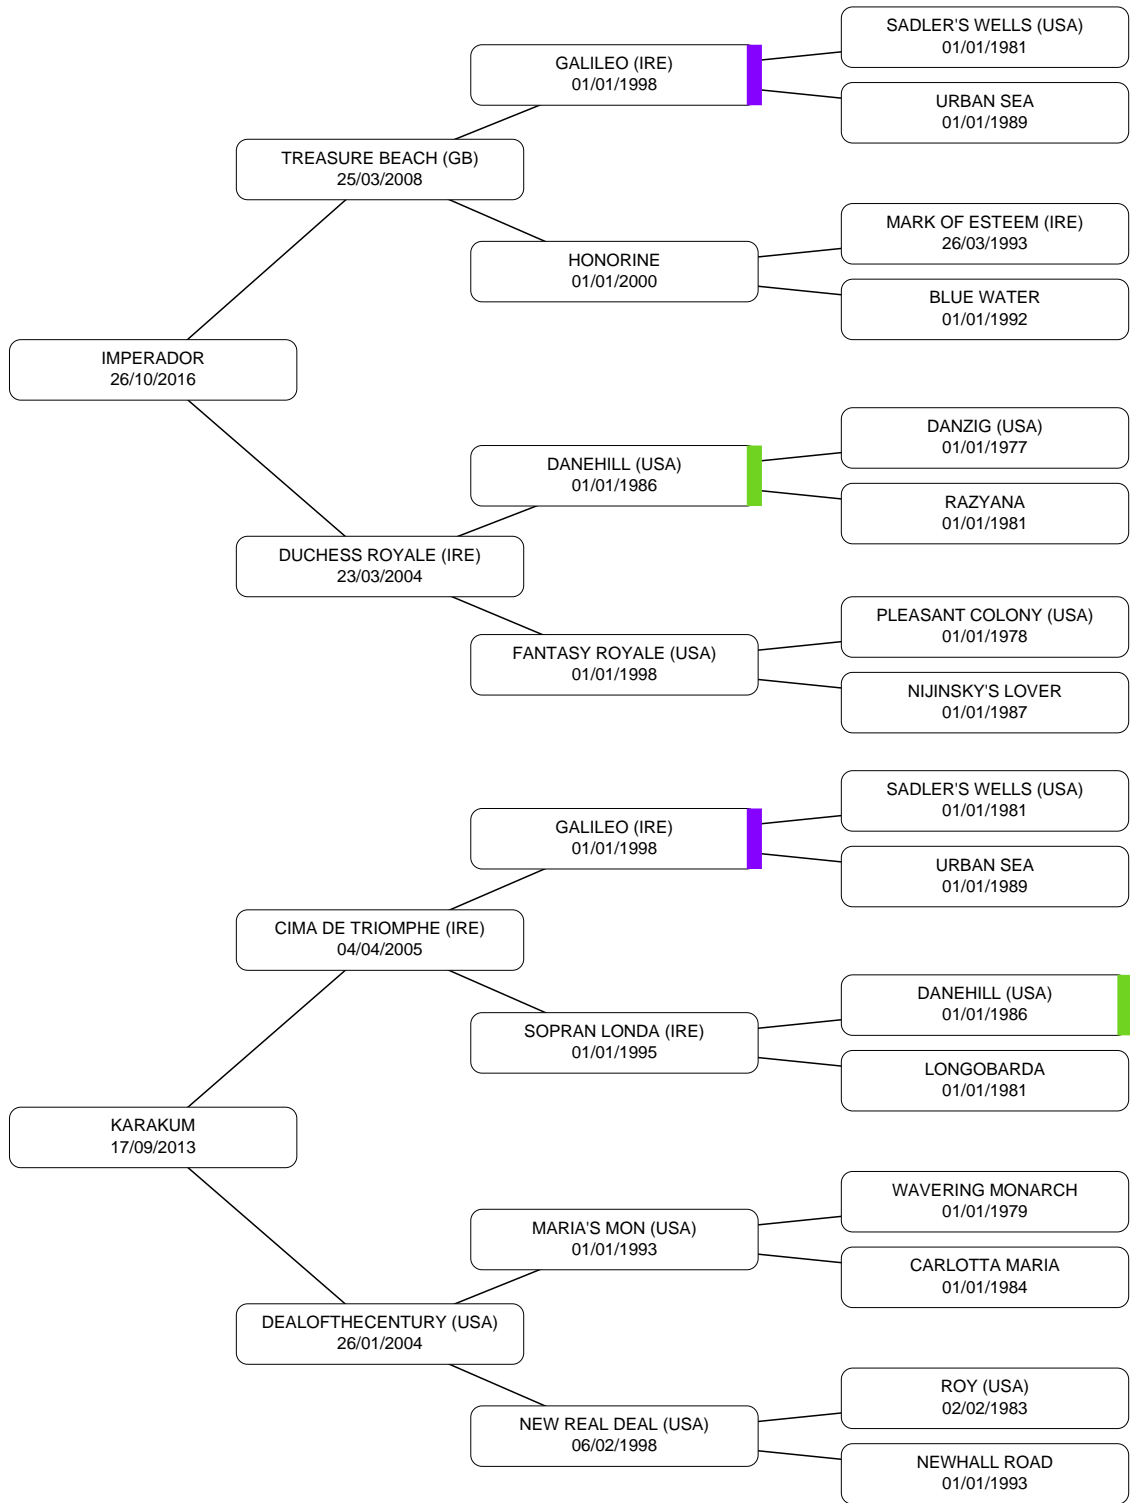 SADLER'S WELLS (USA)
01/01/1981
GALILEO (IRE)
01/01/1998
URBAN SEA
01/01/1989
TREASURE BEACH (GB)
25/03/2008
MARK OF ESTEEM (IRE)
26/03/1993
HONORINE
01/01/2000
BLUE WATER
01/01/1992
IMPERADOR
26/10/2016
DANZIG (USA)
01/01/1977
DANEHILL (USA)
01/01/1986
RAZYANA
01/01/1981
DUCHESS ROYALE (IRE)
23/03/2004
PLEASANT COLONY (USA)
01/01/1978
FANTASY ROYALE (USA)
01/01/1998
NIJINSKY'S LOVER
01/01/1987
SADLER'S WELLS (USA)
01/01/1981
GALILEO (IRE)
01/01/1998
URBAN SEA
01/01/1989
CIMA DE TRIOMPHE (IRE)
04/04/2005
DANEHILL (USA)
01/01/1986
SOPRAN LONDA (IRE)
01/01/1995
LONGOBARDA
01/01/1981
KARAKUM
17/09/2013
WAVERING MONARCH
01/01/1979
MARIA'S MON (USA)
01/01/1993
CARLOTTA MARIA
01/01/1984
DEALOFTHECENTURY (USA)
26/01/2004
ROY (USA)
02/02/1983
NEW REAL DEAL (USA)
06/02/1998
NEWHALL ROAD
01/01/1993